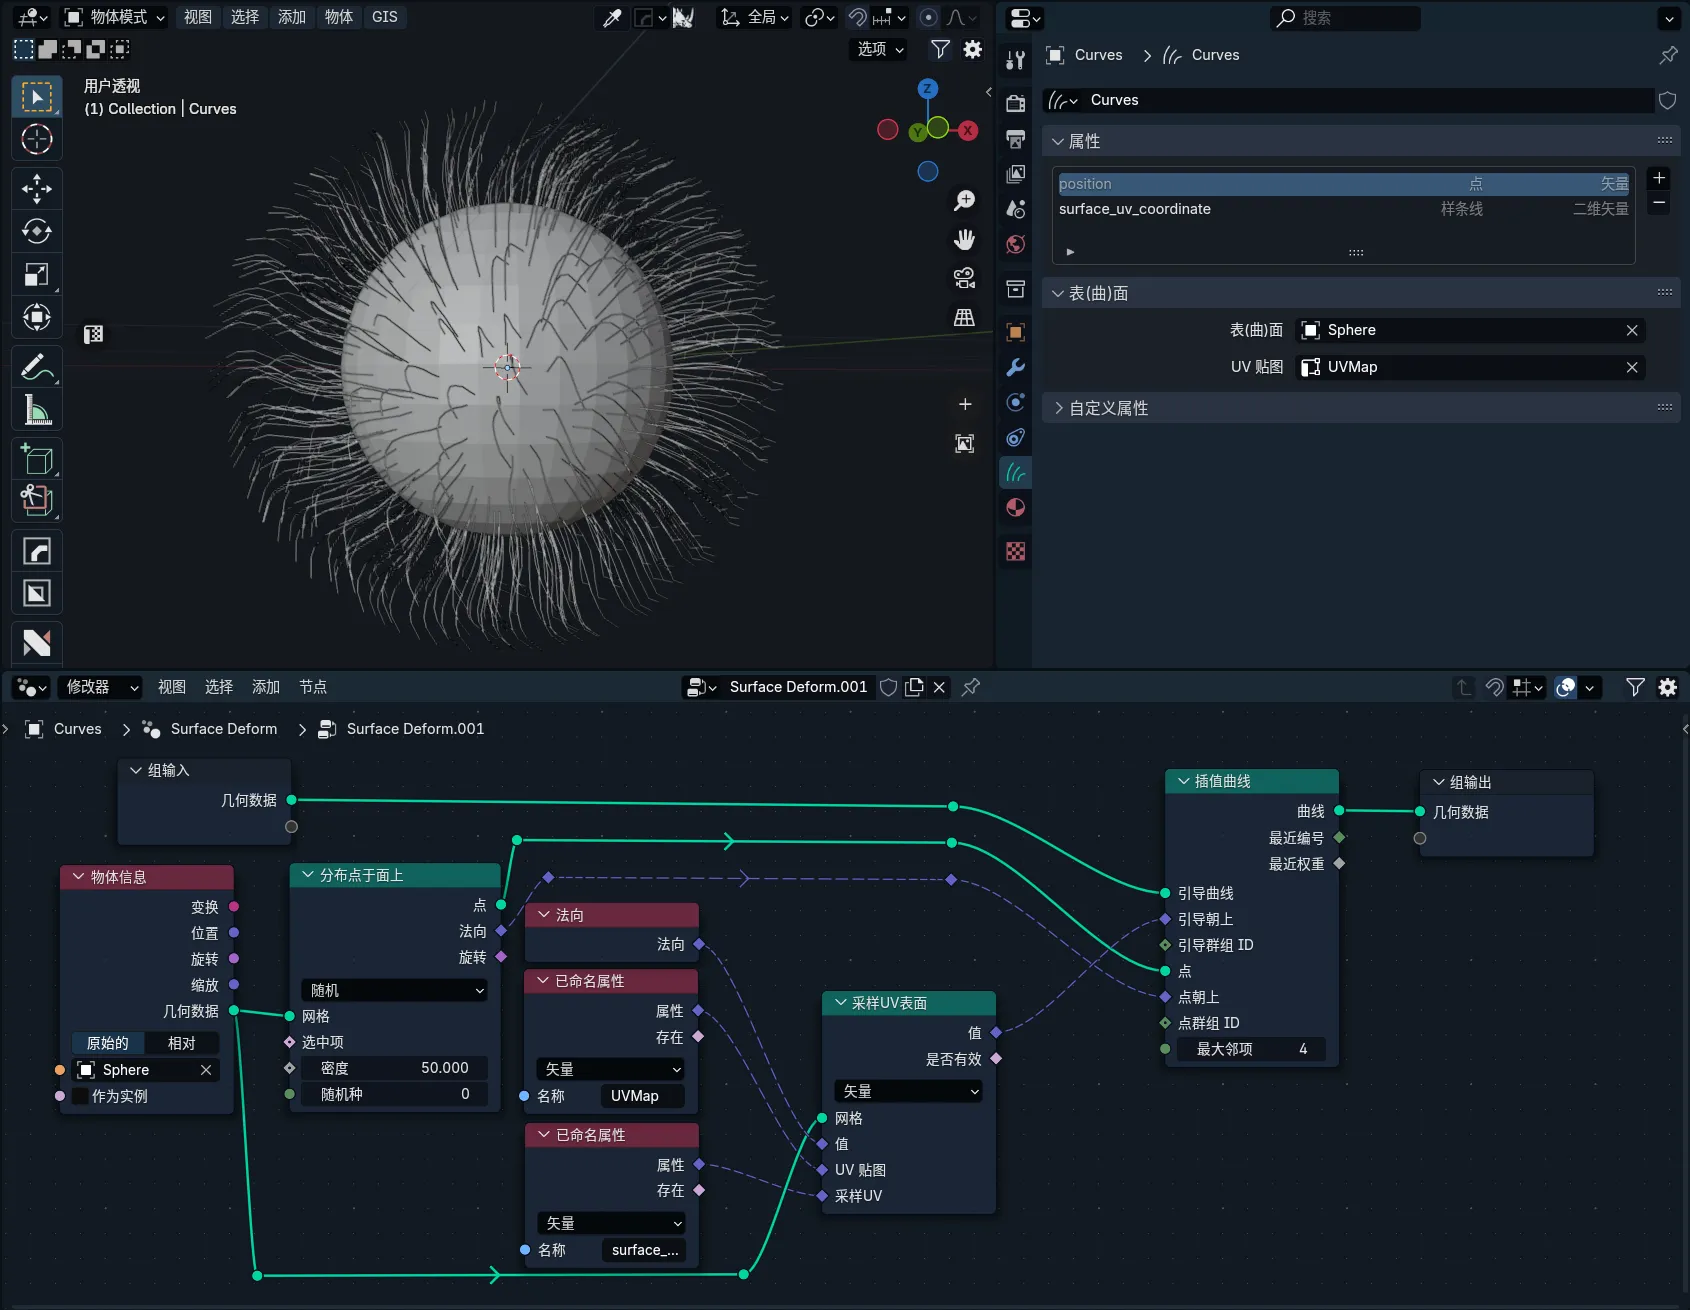 物体模式 视图 选择 添加 物体 GIS 全局
选项
用户透视
(1) Collection | Curves
Z
Y X
搜索
Curves Curves
Curves
属性
position 点 矢量
surface_uv_coordinate 样条线 二维矢量
表(曲)面
表(曲)面 Sphere
UV 贴图 UVMap
自定义属性
修改器 视图 选择 添加 节点 Surface Deform.001
Curves Surface Deform Surface Deform.001
组输入
几何数据
物体信息
变换
位置
旋转
缩放
几何数据
原始的 相对
Sphere
作为实例
分布点于面上
点
法向
旋转
随机
网格
选中项
密度 50.000
随机种 0
法向
法向
已命名属性
属性
存在
矢量
名称 UVMap
已命名属性
属性
存在
矢量
名称 surface_...
采样UV表面
值
是否有效
矢量
网格
值
UV 贴图
采样UV
插值曲线
曲线
最近编号
最近权重
引导曲线
引导朝上
引导群组 ID
点
点朝上
点群组 ID
最大邻项 4
组输出
几何数据